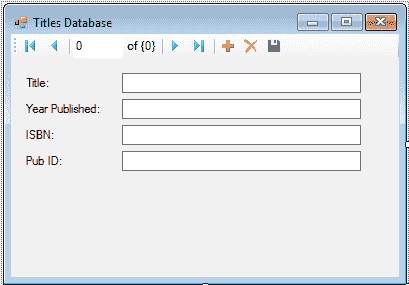 Titles Database
0 of {0}
Title:
Year Published:
ISBN:
Pub ID: